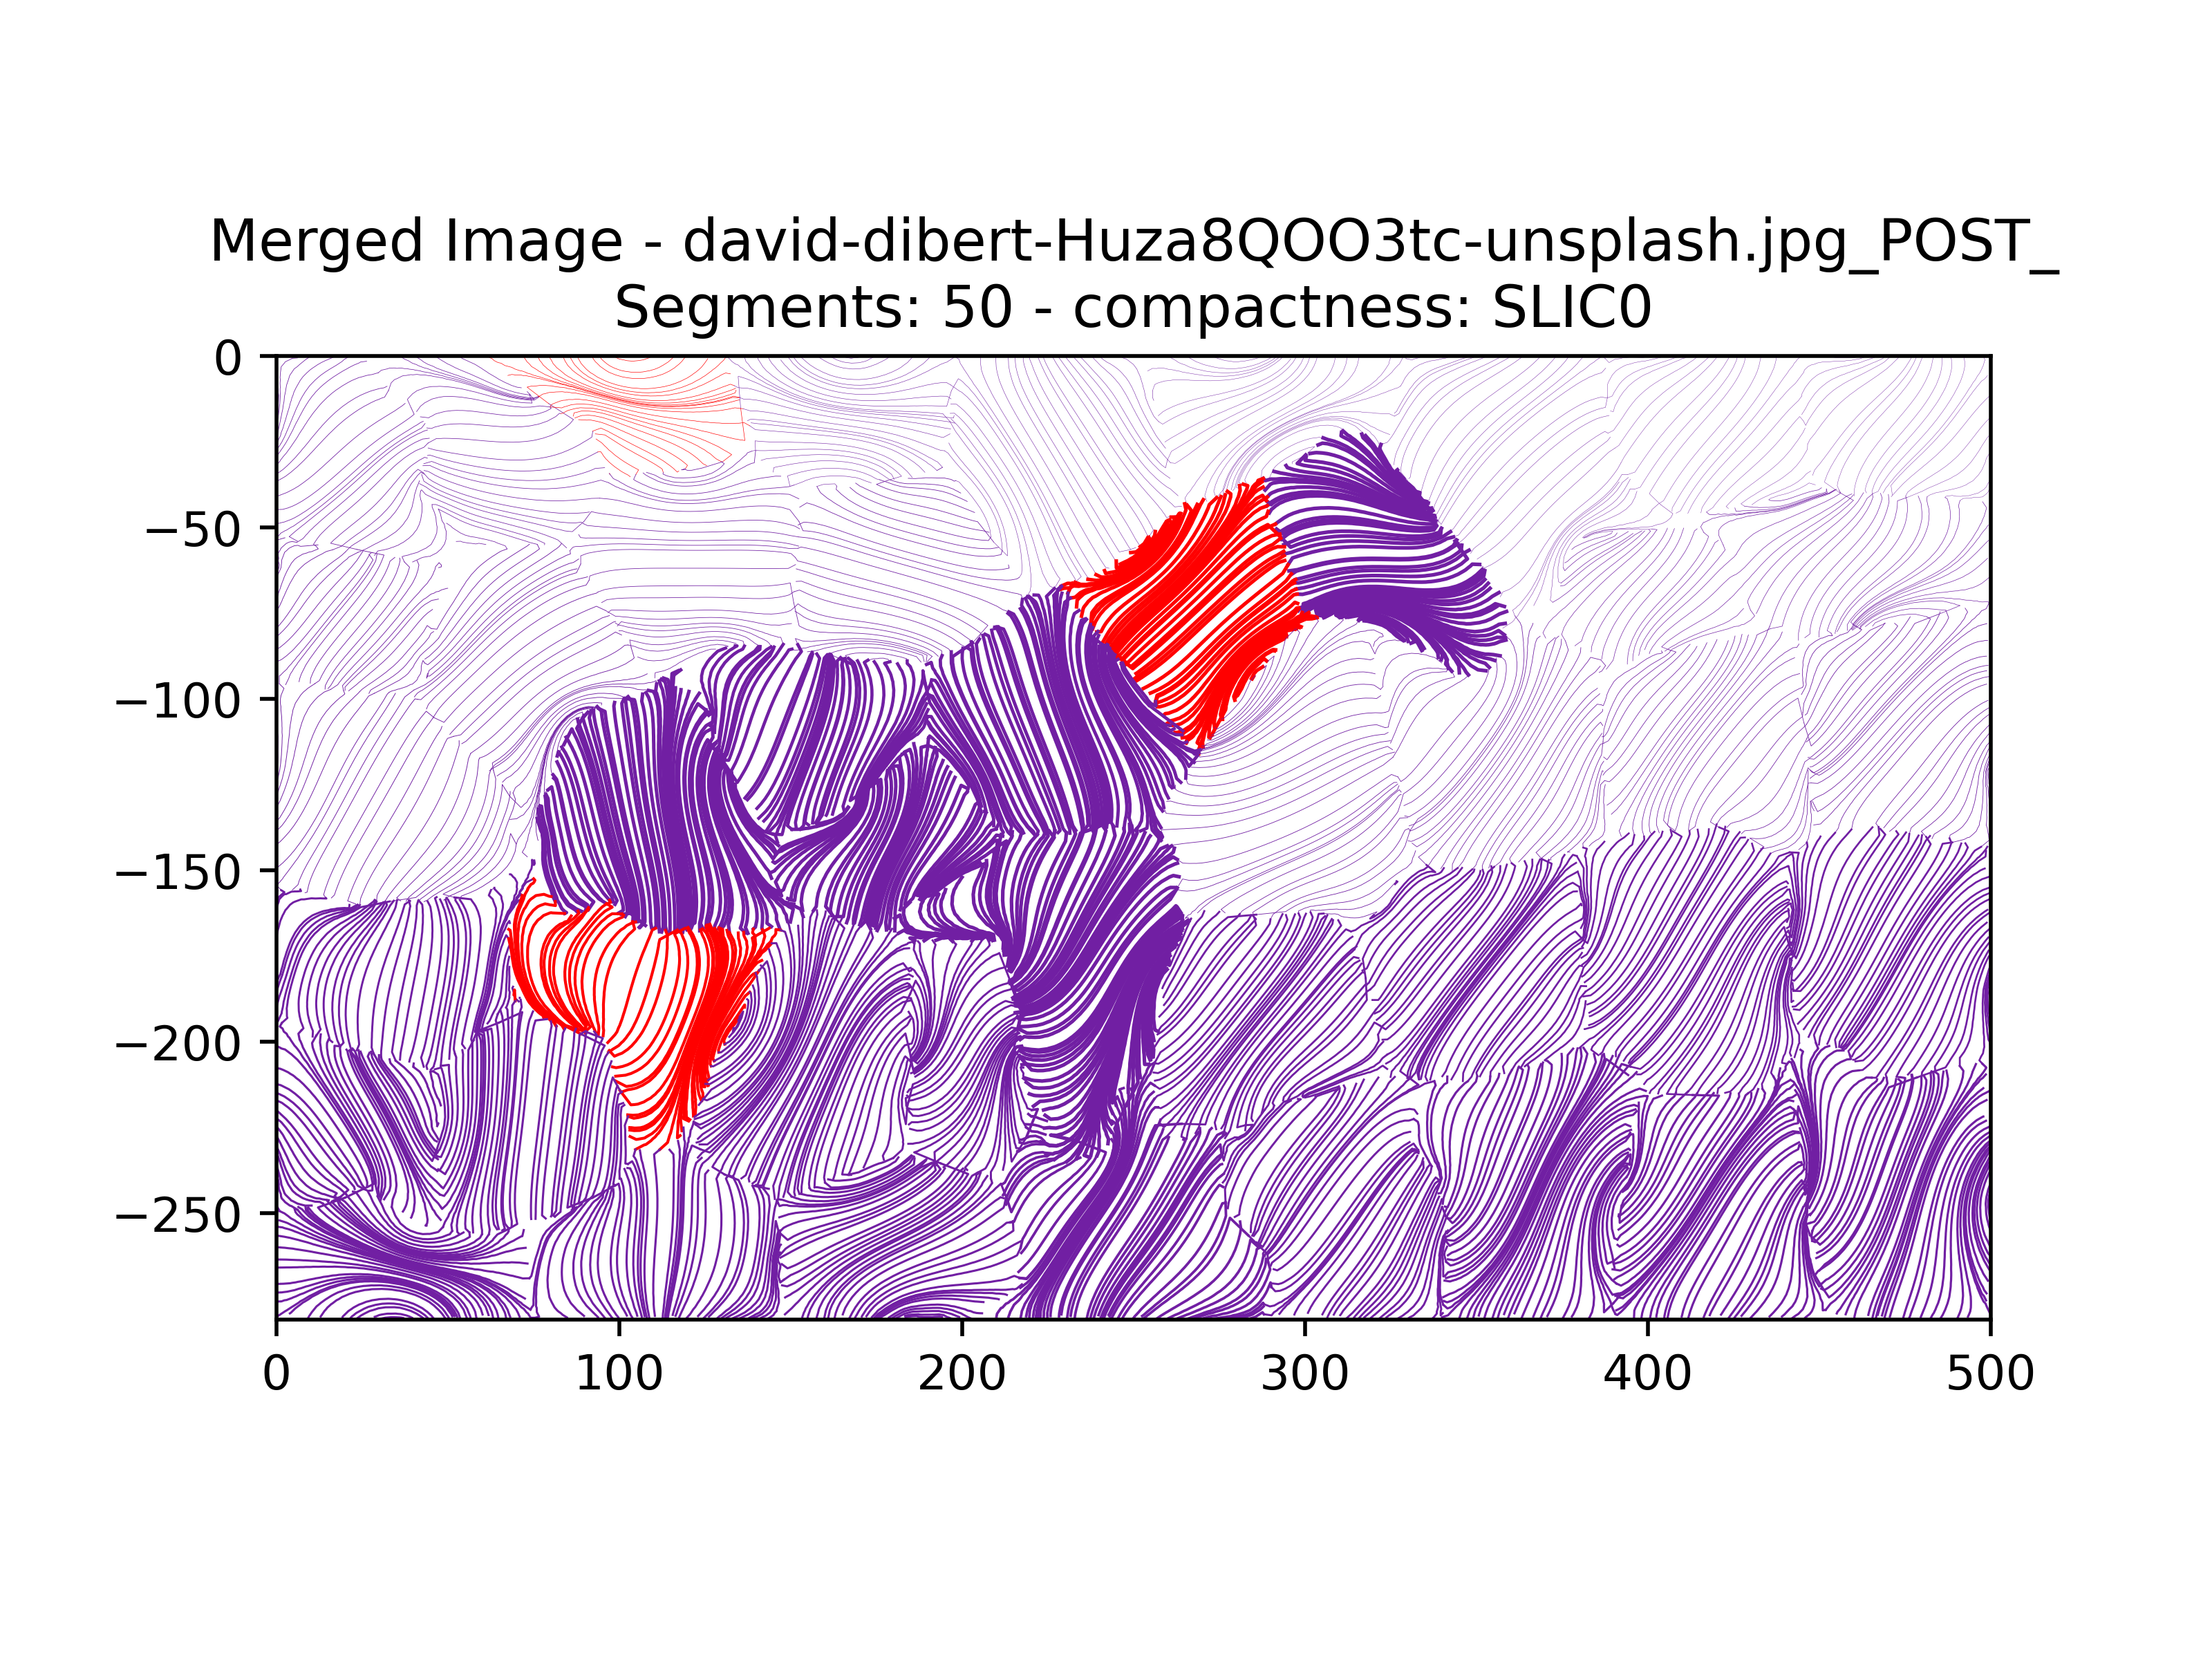 Merged Image - david-dibert-Huza8QOO3tc-unsplash.jpg_POST_
Segments: 50 - compactness: SLIC0
0
−50
−100
−150
−200
−250
0 100 200 300 400 500